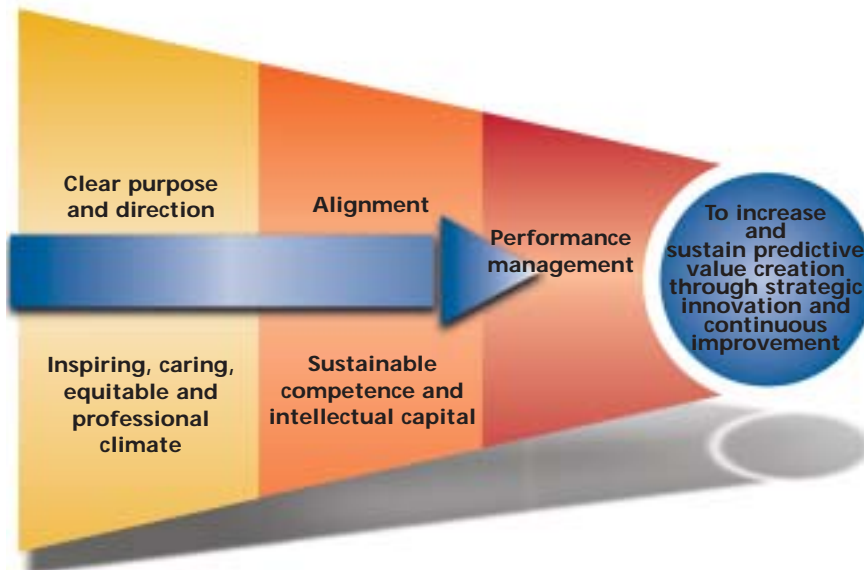 Clear purpose
and direction
Inspiring, caring,
equitable and
professional
climate
Alignment
Sustainable
competence and
intellectual capital
Performance
management
To increase
and
sustain predictive
value creation
through strategic
innovation and
continuous
improvement